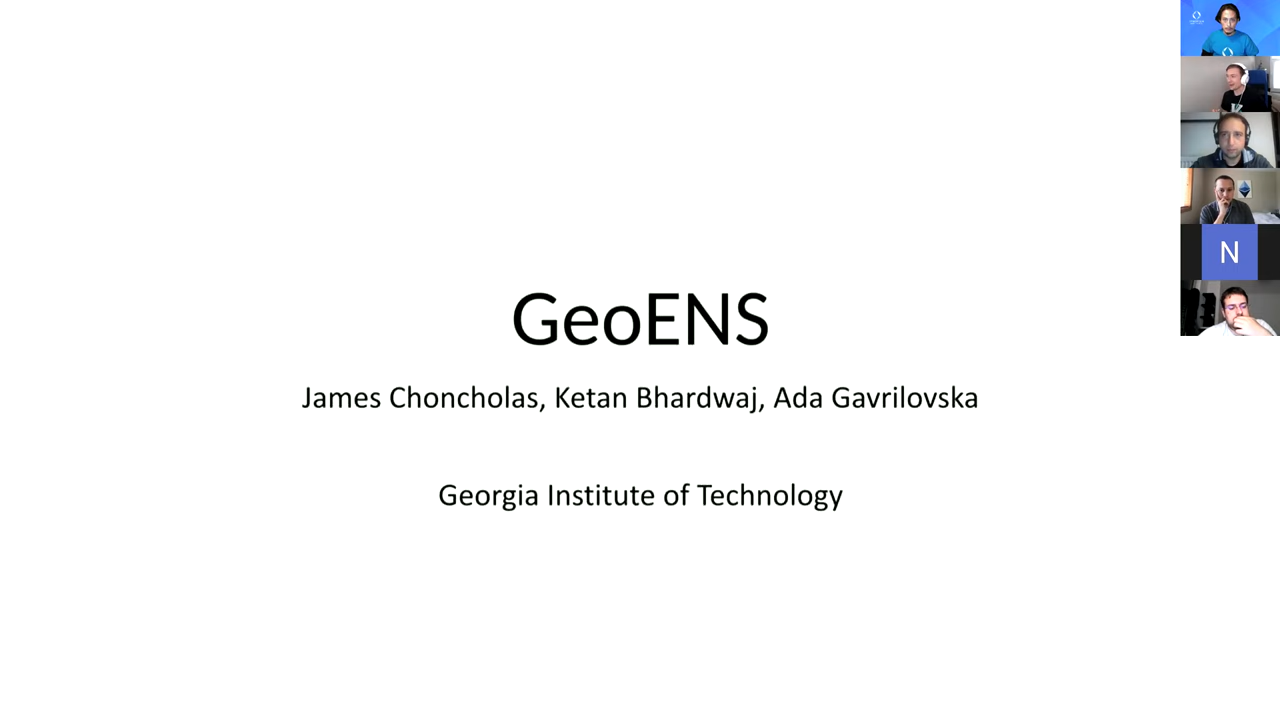 GeoENS
James Choncholas, Ketan Bhardwaj, Ada Gavrilovska
Georgia Institute of Technology
N